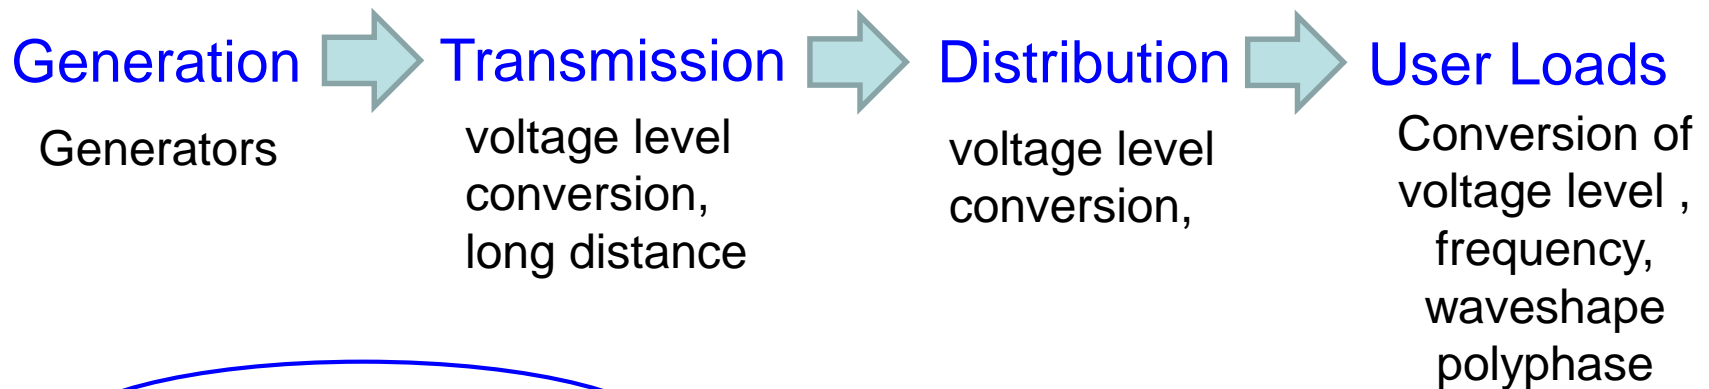 Generation
Transmission
Distribution
User Loads
Generators
voltage level
conversion,
long distance
voltage level
conversion,
Conversion of
voltage level ,
frequency,
waveshape
polyphase